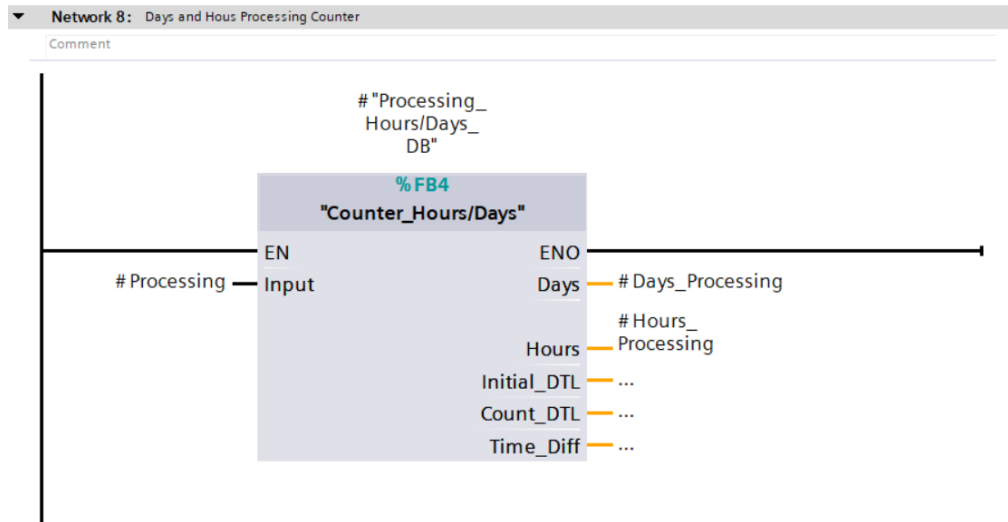 Network 8: Days and Hous Processing Counter
Comment
#"Processing_
Hours/Days_
DB"
%FB4
"Counter_Hours/Days"
EN ENO
#Processing Input Days #Days_Processing
#Hours_
Hours Processing
Initial_DTL ...
Count_DTL ...
Time_Diff ...